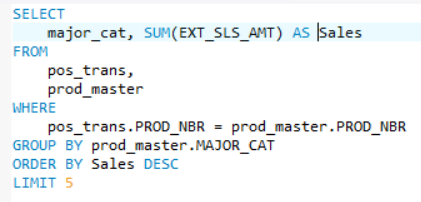 SELECT
major_cat, SUM(EXT_SLS_AMT) AS Sales
FROM
pos_trans,
prod_master
WHERE
pos_trans.PROD_NBR = prod_master.PROD_NBR
GROUP BY prod_master.MAJOR_CAT
ORDER BY Sales DESC
LIMIT 5